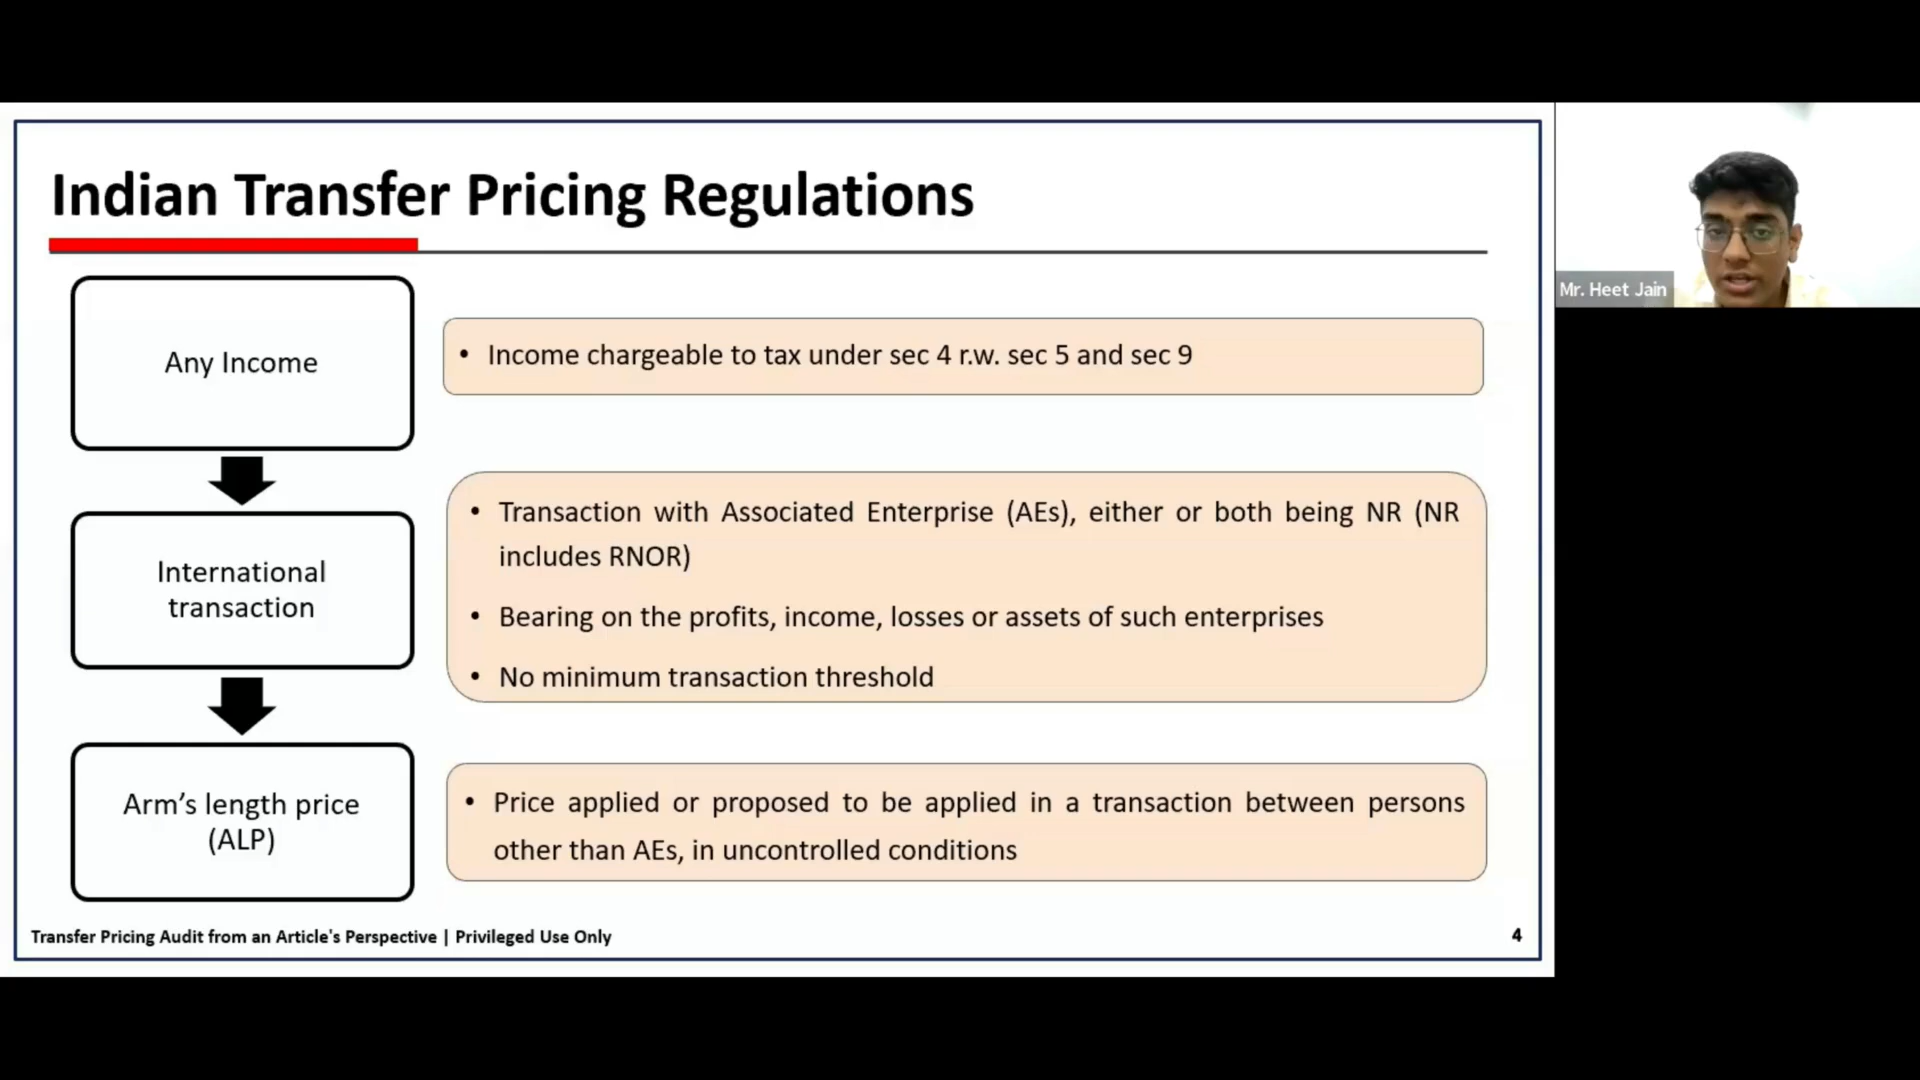 Indian Transfer Pricing Regulations
Any Income
• Income chargeable to tax under sec 4 r.w. sec 5 and sec 9
International
transaction
• Transaction with Associated Enterprise (AEs), either or both being NR (NR
includes RNOR)
• Bearing on the profits, income, losses or assets of such enterprises
• No minimum transaction threshold
Arm’s length price
(ALP)
• Price applied or proposed to be applied in a transaction between persons
other than AEs, in uncontrolled conditions
Transfer Pricing Audit from an Article's Perspective | Privileged Use Only
4
Mr. Heet Jain